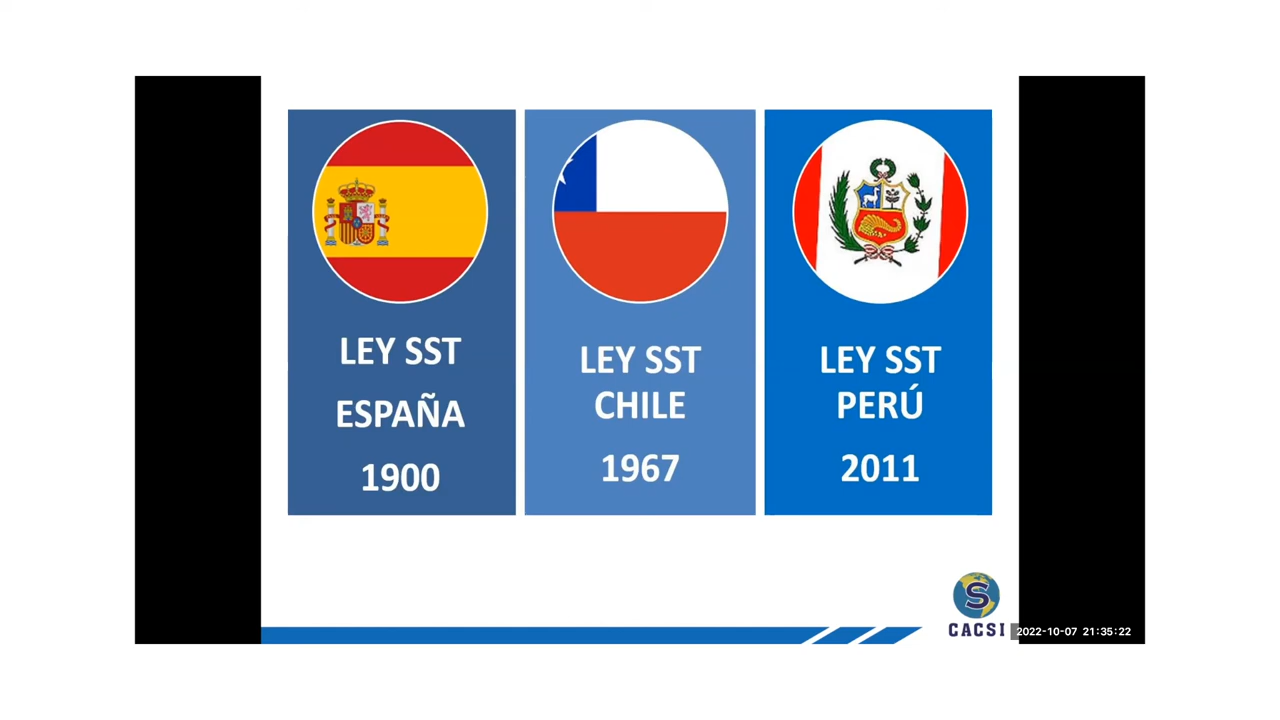 LEY SST
ESPAÑA
1900
LEY SST
CHILE
1967
LEY SST
PERÚ
2011
S
CACSI
2022-10-07 21:35:22